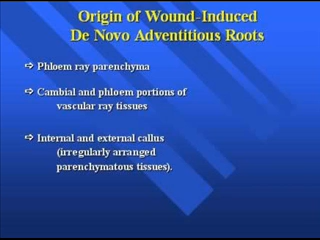 Origin of Wound-Induced
De Novo Adventitious Roots
➪ Phloem ray parenchyma
➪ Cambial and phloem portions of
vascular ray tissues
➪ Internal and external callus
(irregularly arranged
parenchymatous tissues).